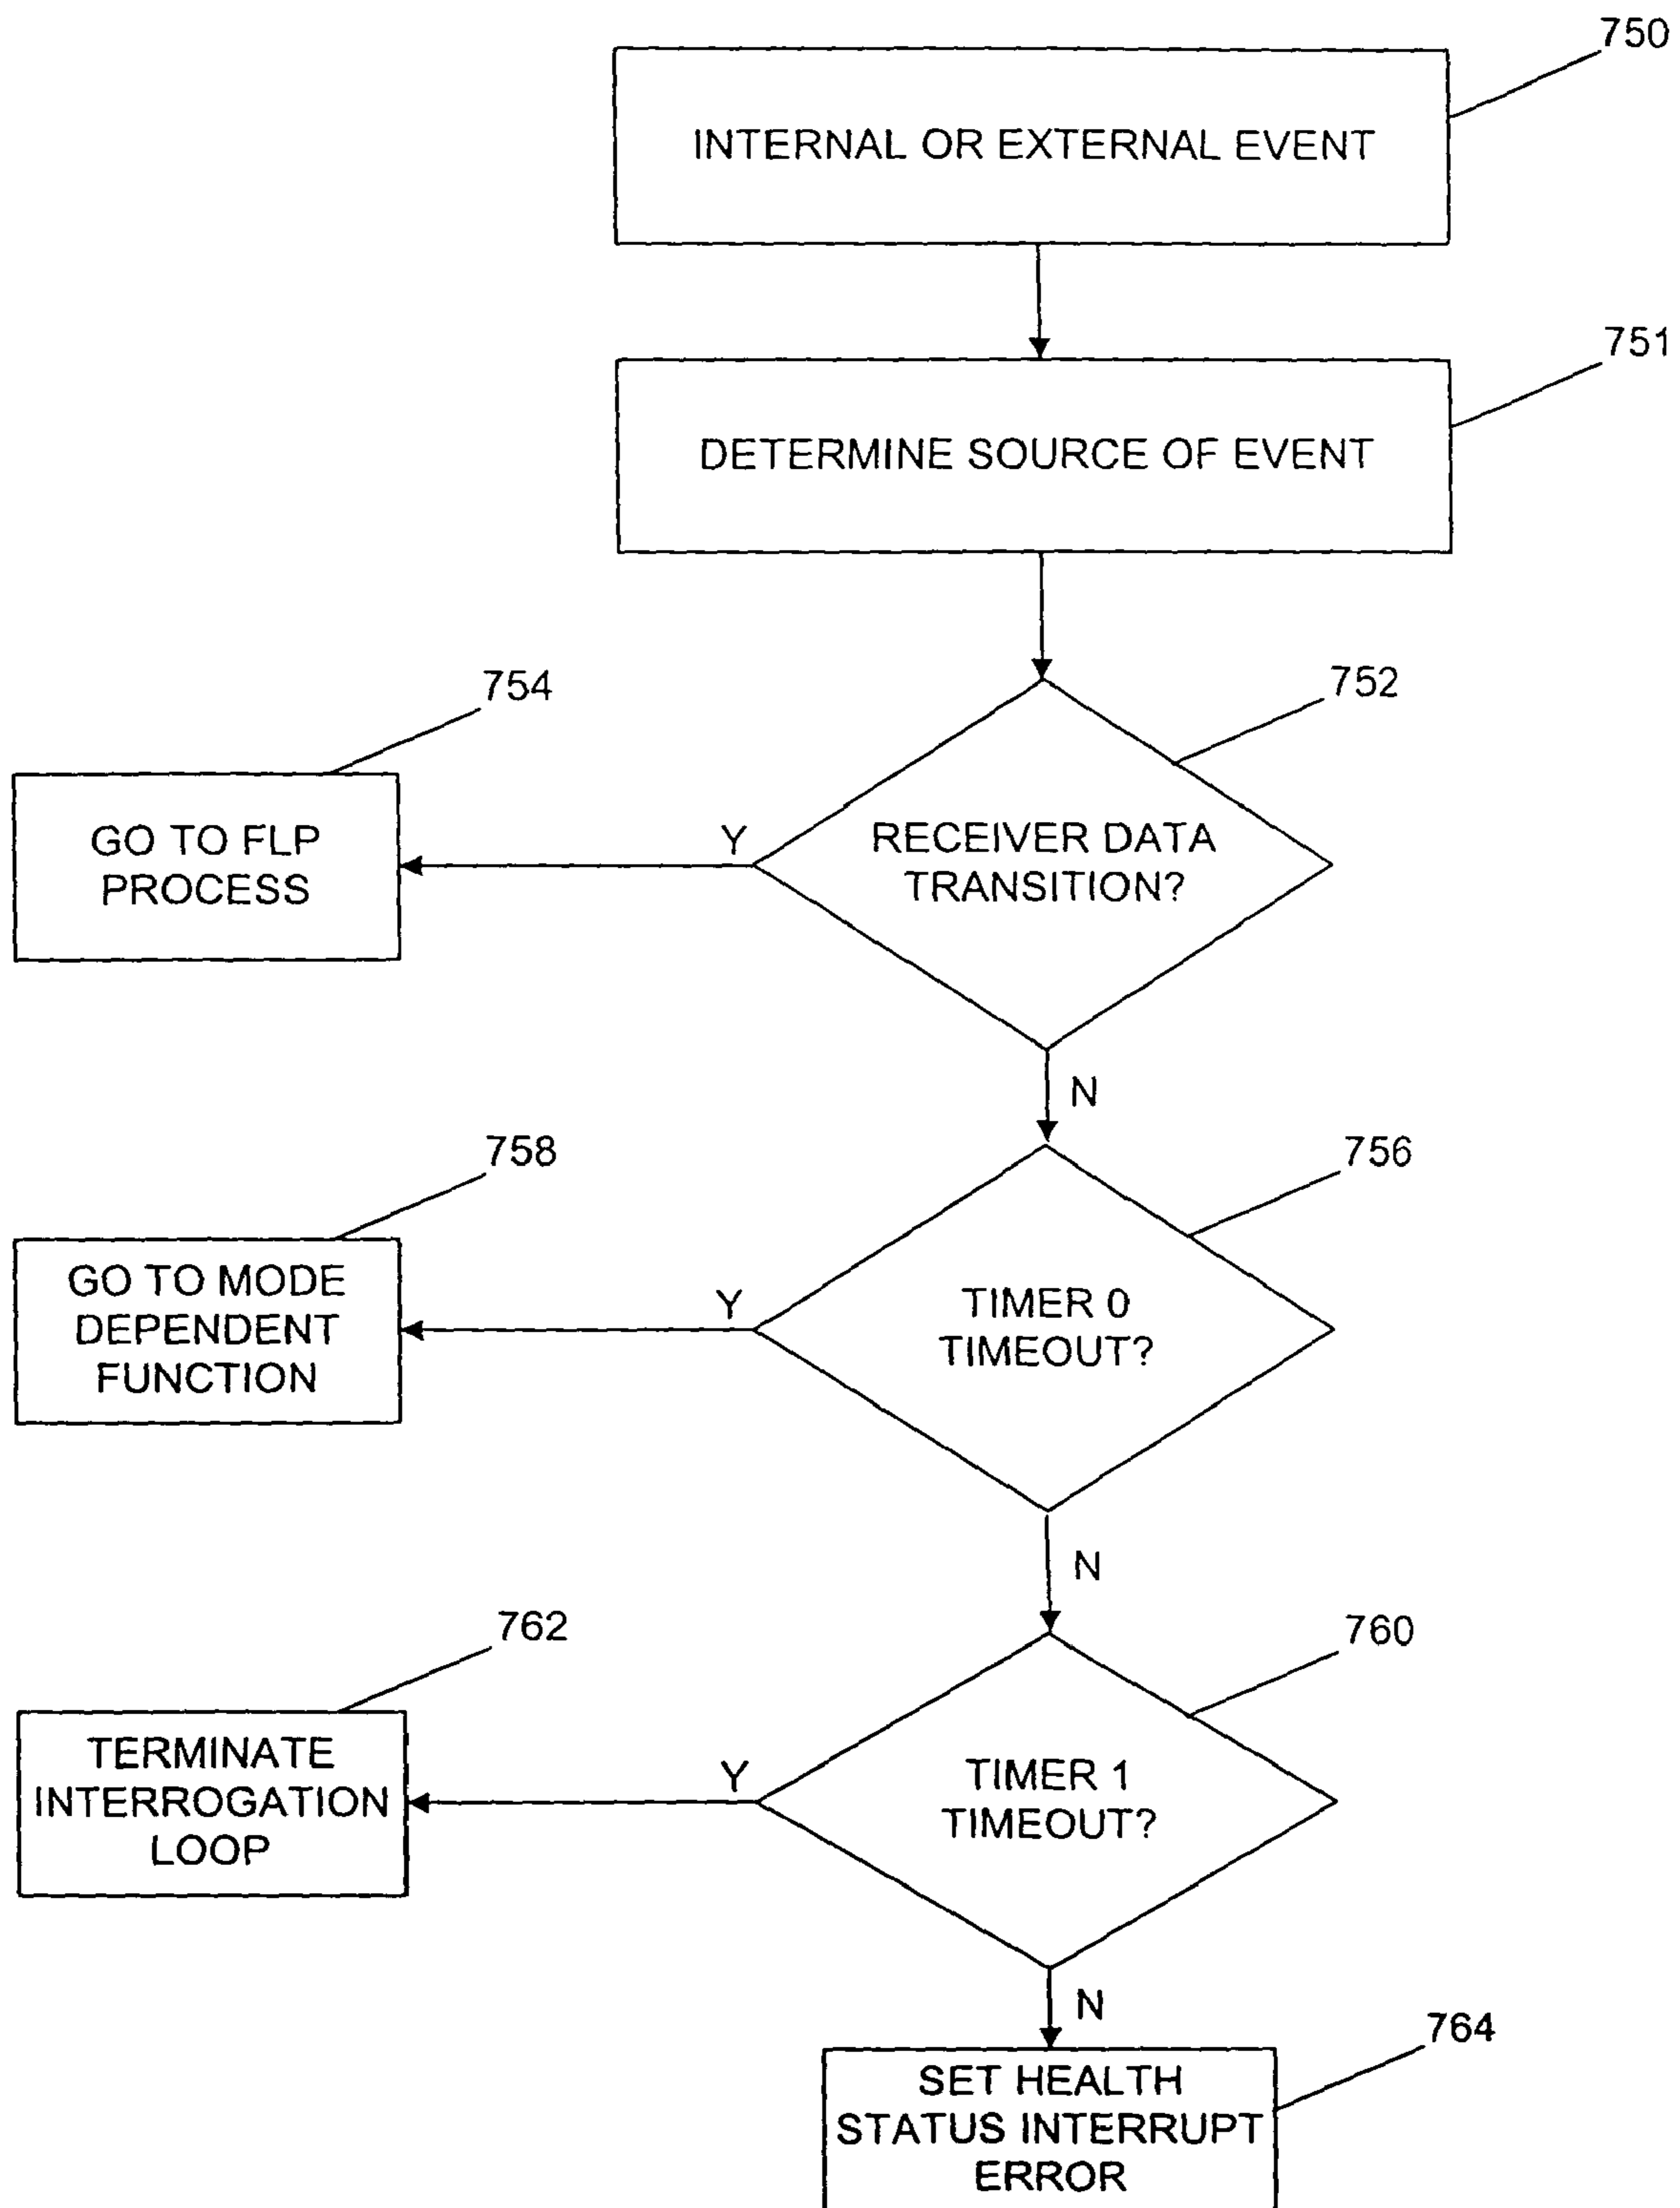 750
INTERNAL OR EXTERNAL EVENT
751
DETERMINE SOURCE OF EVENT
752
754
RECEIVER DATA
TRANSITION?
Y
GO TO FLP
PROCESS
N
756
758
TIMER 0
TIMEOUT?
Y
GO TO MODE
DEPENDENT
FUNCTION
N
760
762
TIMER 1
TIMEOUT?
Y
TERMINATE
INTERROGATION
LOOP
N
764
SET HEALTH
STATUS INTERRUPT
ERROR